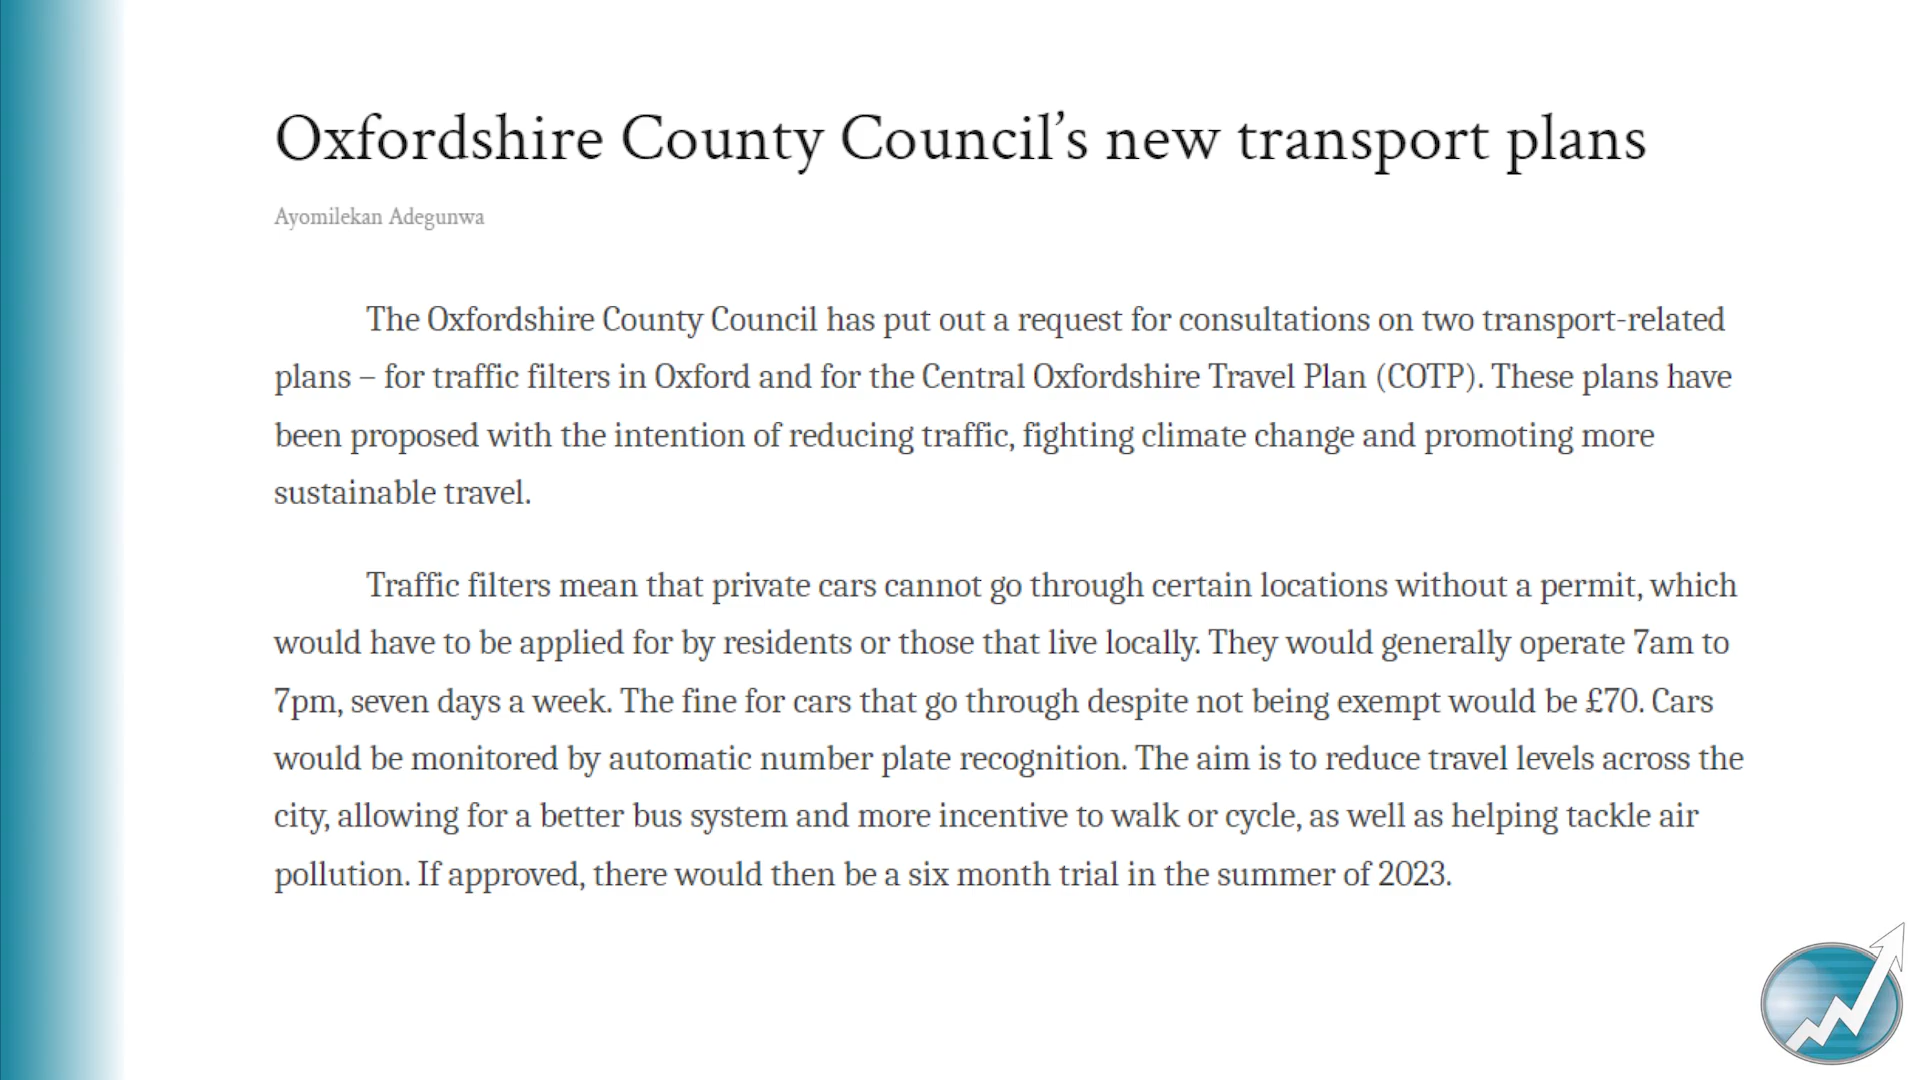 Oxfordshire County Council’s new transport plans
Ayomilekan Adegunwa
The Oxfordshire County Council has put out a request for consultations on two transport-related
plans – for traffic filters in Oxford and for the Central Oxfordshire Travel Plan (COTP). These plans have
been proposed with the intention of reducing traffic, fighting climate change and promoting more
sustainable travel.
Traffic filters mean that private cars cannot go through certain locations without a permit, which
would have to be applied for by residents or those that live locally. They would generally operate 7am to
7pm, seven days a week. The fine for cars that go through despite not being exempt would be £70. Cars
would be monitored by automatic number plate recognition. The aim is to reduce travel levels across the
city, allowing for a better bus system and more incentive to walk or cycle, as well as helping tackle air
pollution. If approved, there would then be a six month trial in the summer of 2023.